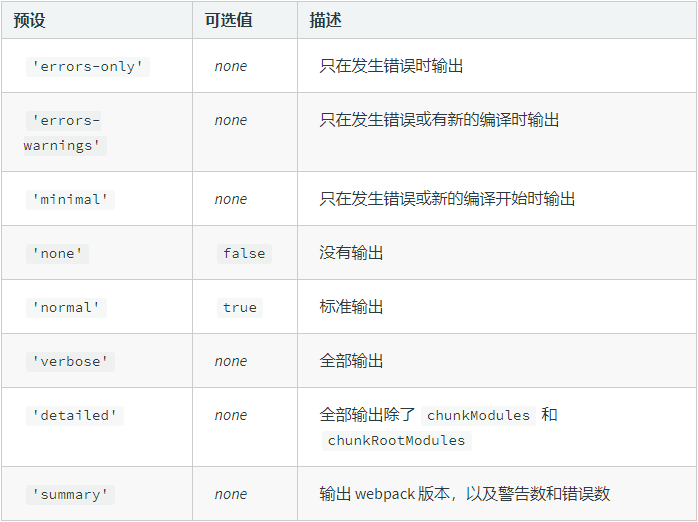 预设 可选值 描述
'errors-only' none 只在发生错误时输出
'errors-
warnings' none 只在发生错误或有新的编译时输出
'minimal' none 只在发生错误或新的编译开始时输出
'none' false 没有输出
'normal' true 标准输出
'verbose' none 全部输出
'detailed' none 全部输出除了 chunkModules 和
chunkRootModules
'summary' none 输出 webpack 版本，以及警告数和错误数